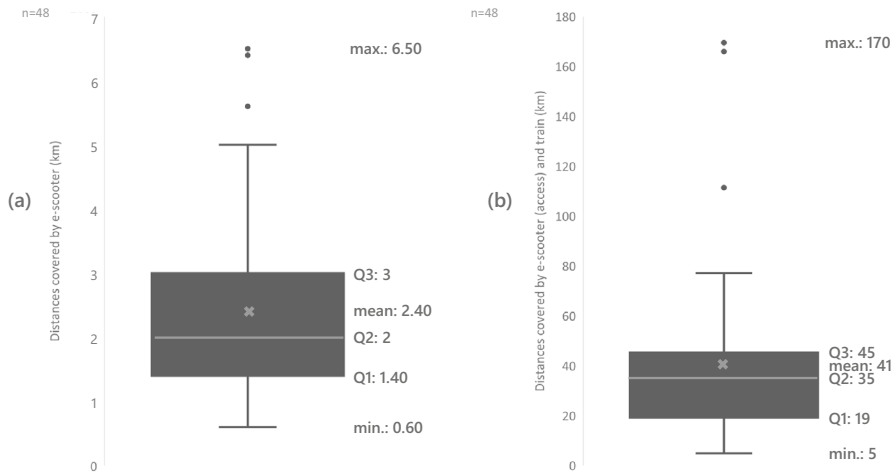 n=48
7
6
5
4
3
2
1
0
Distances covered by e-scooter (km)
(a)
max.: 6.50
Q3: 3
mean: 2.40
Q2: 2
Q1: 1.40
min.: 0.60
n=48
180
160
140
120
100
80
60
40
20
0
Distances covered by e-scooter (access) and train (km)
(b)
max.: 170
Q3: 45
mean: 41
Q2: 35
Q1: 19
min.: 5